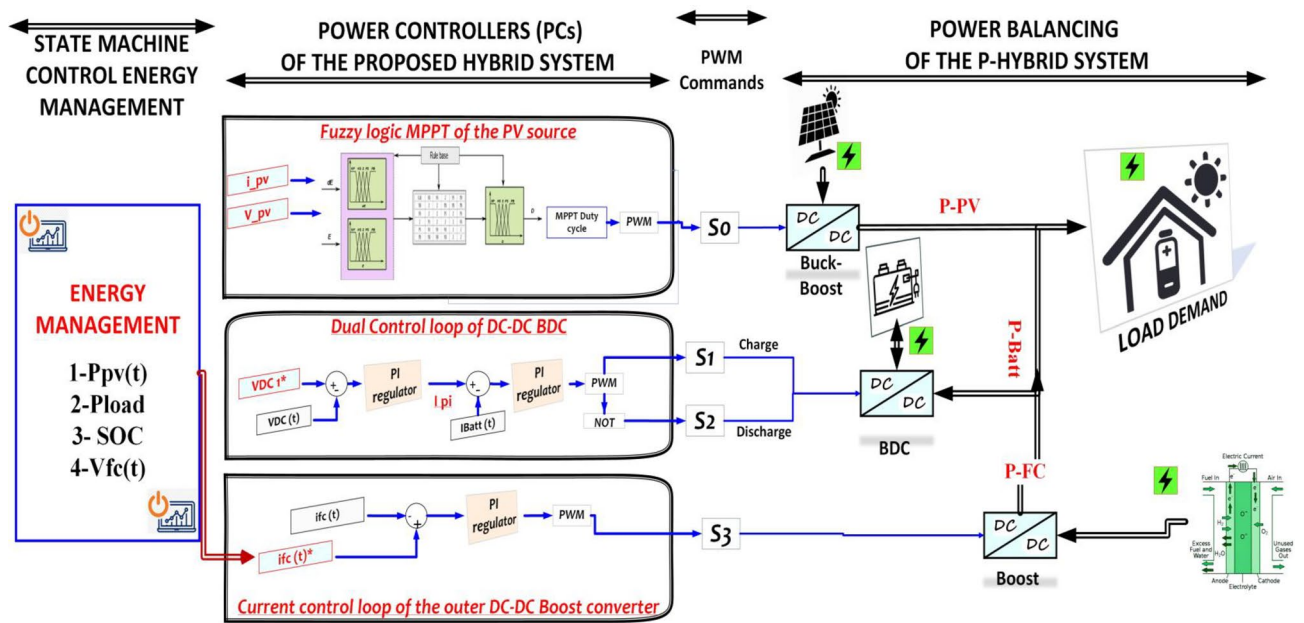 STATE MACHINE
CONTROL ENERGY
MANAGEMENT
POWER CONTROLLERS (PCs)
OF THE PROPOSED HYBRID SYSTEM
PWM
Commands
POWER BALANCING
OF THE P-HYBRID SYSTEM
ENERGY
MANAGEMENT
1-Ppv(t)
2-Pload
3- SOC
4-Vfc(t)
Fuzzy logic MPPT of the PV source
i_pv
V_pv
dE
E
Rule base
D
MPPT Duty
cycle
PWM
S0
Dual Control loop of DC-DC BDC
VDC 1*
VDC (t)
+
-
PI
regulator
I pi
+
-
IBatt (t)
PI
regulator
PWM
NOT
S1
Charge
S2
Discharge
ifc (t)
ifc (t)*
-
+
PI
regulator
PWM
S3
Current control loop of the outer DC-DC Boost converter
DC
DC
Buck-
Boost
P-PV
LOAD DEMAND
DC
DC
BDC
P-Batt
P-FC
DC
DC
Boost
Electric Current
Fuel In
Air In
e-
e-
H₂
O₂
O⁻
O⁻
H₂O
Excess
Fuel and
Water
Unused
Gases
Out
Anode
Cathode
Electrolyte